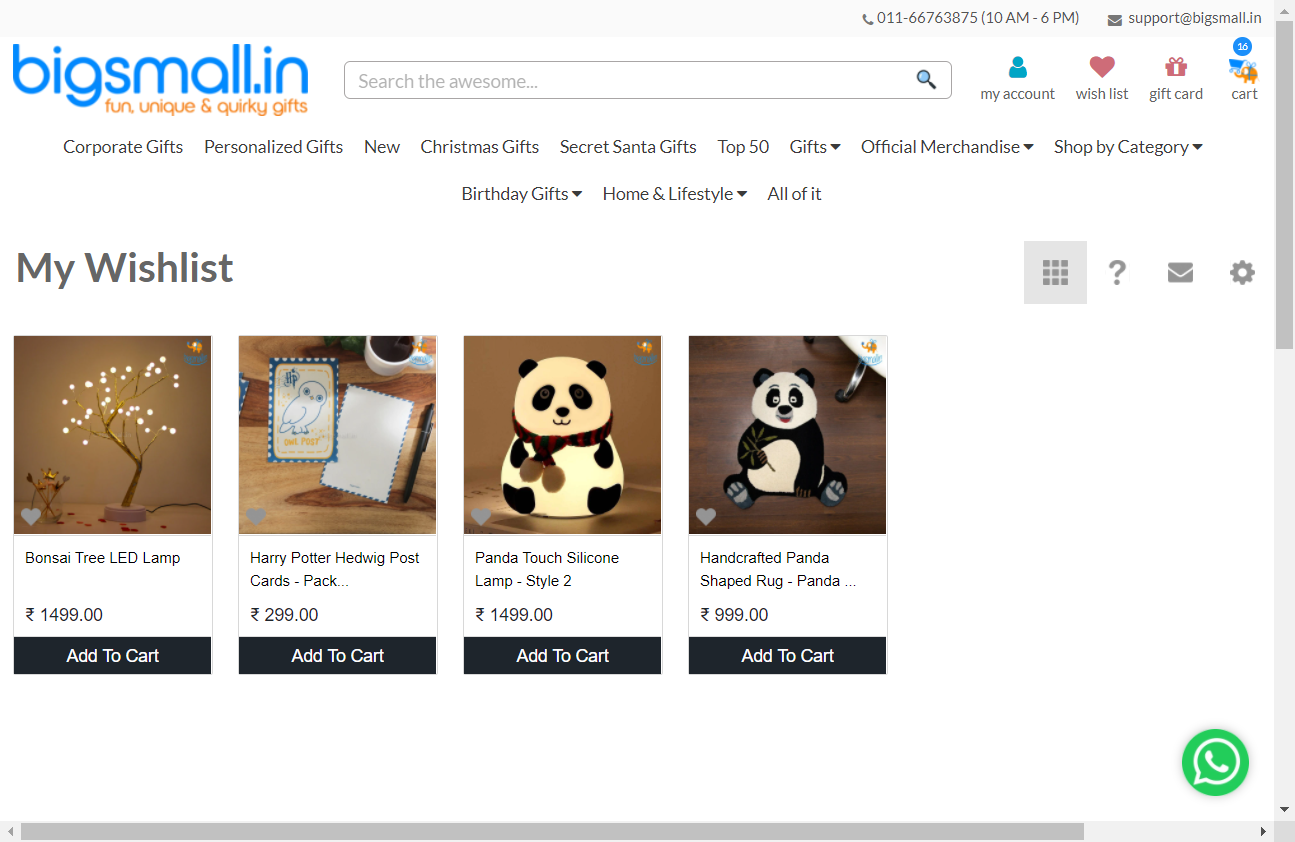 011-66763875 (10 AM - 6 PM) support@bigsmall.in
bigsmall.in
fun, unique & quirky gifts
Search the awesome...
16
my account wish list gift card cart
Corporate Gifts Personalized Gifts New Christmas Gifts Secret Santa Gifts Top 50 Gifts Official Merchandise Shop by Category
Birthday Gifts Home & Lifestyle All of it
My Wishlist
HP
OWL POST
Bonsai Tree LED Lamp
₹ 1499.00
Add To Cart
Harry Potter Hedwig Post
Cards - Pack...
₹ 299.00
Add To Cart
Panda Touch Silicone
Lamp - Style 2
₹ 1499.00
Add To Cart
Handcrafted Panda
Shaped Rug - Panda ...
₹ 999.00
Add To Cart